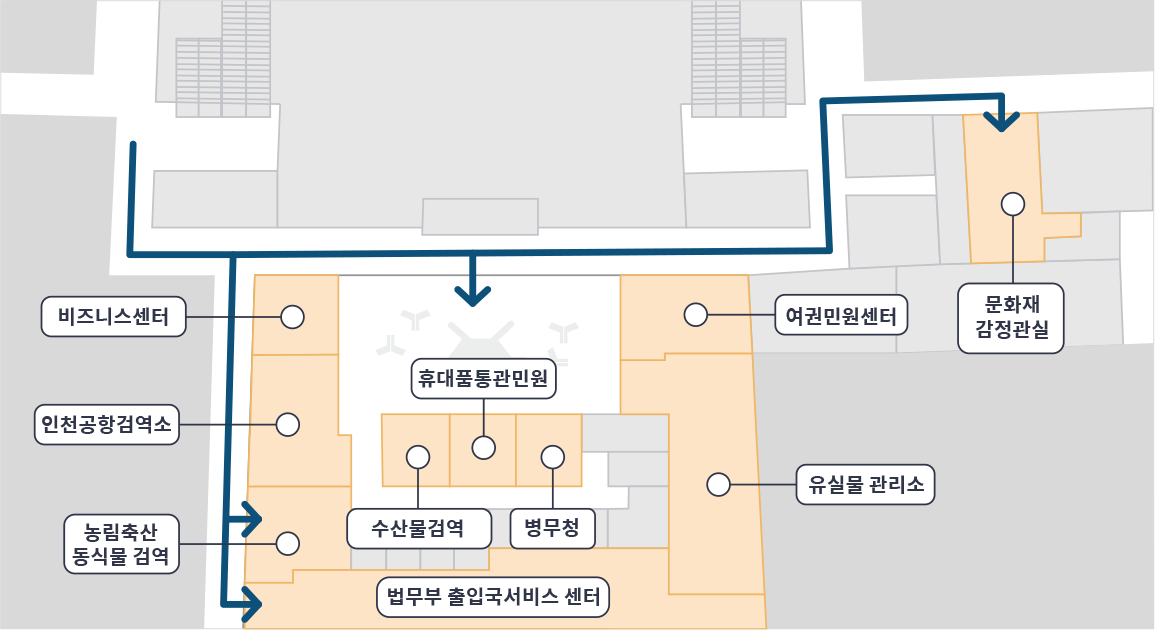 비즈니스센터
여권민원센터
문화재
감정관실
휴대품통관민원
인천공항검역소
유실물 관리소
농림축산
동식물 검역
수산물검역
병무청
법무부 출입국서비스 센터